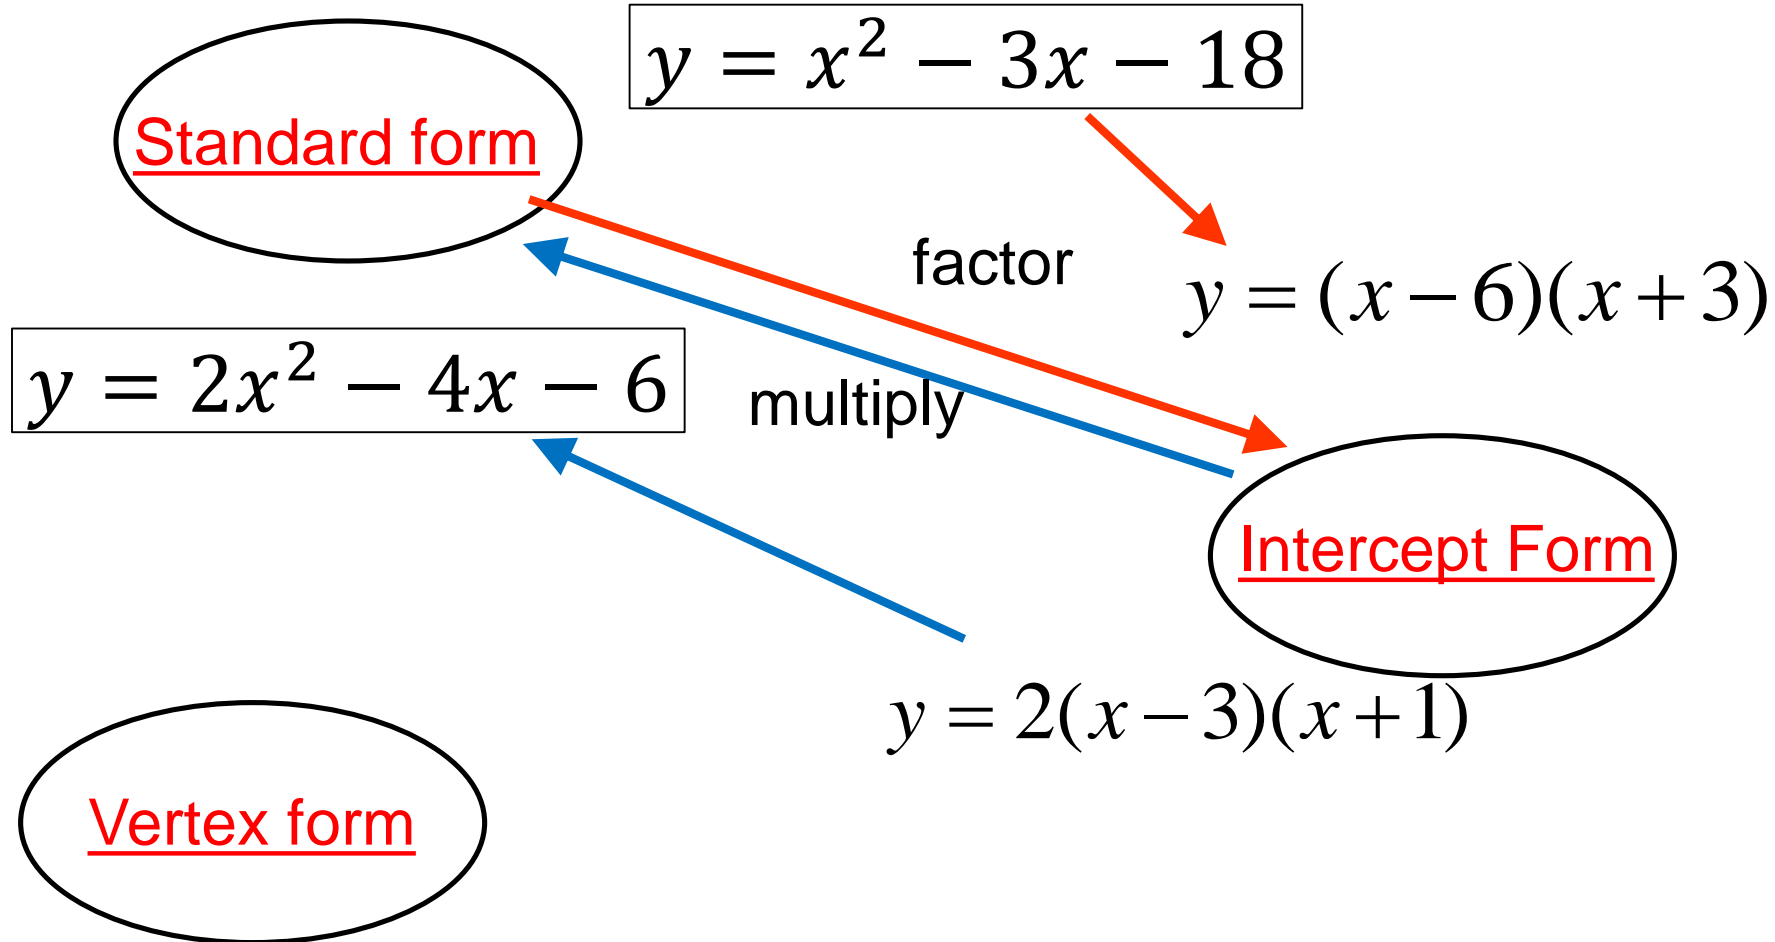 y = x² − 3x − 18
Standard form
factor
y = (x − 6)(x + 3)
y = 2x² − 4x − 6
multiply
Intercept Form
y = 2(x − 3)(x + 1)
Vertex form